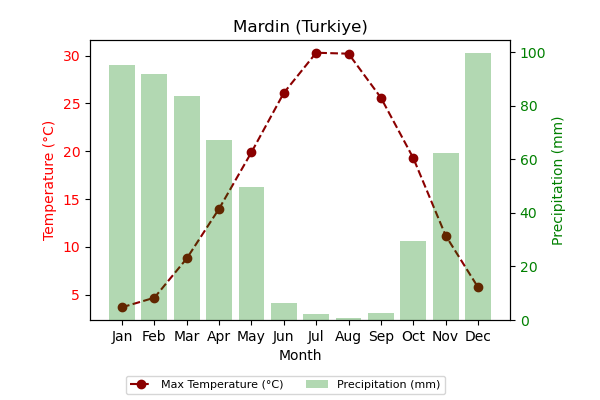 Mardin (Turkiye)
30
25
20
15
10
5
Temperature (°C)
100
80
60
40
20
0
Precipitation (mm)
Jan Feb Mar Apr May Jun Jul Aug Sep Oct Nov Dec
Month
Max Temperature (°C) Precipitation (mm)